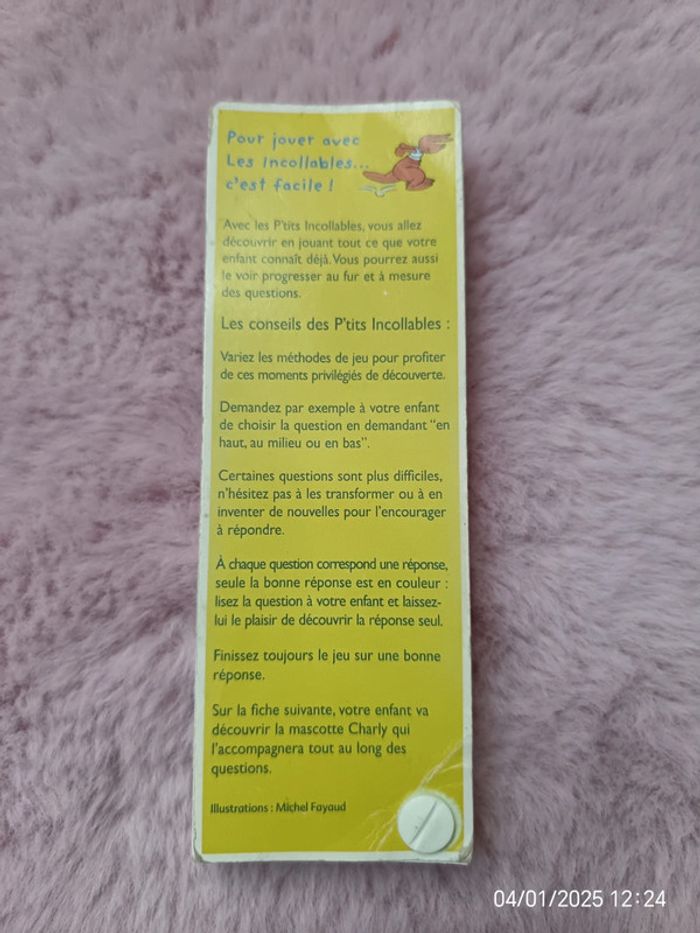 Pour jouer avec
Les Incollables...
c'est facile !
Avec les P'tits Incollables, vous allez
découvrir en jouant tout ce que votre
enfant connaît déjà. Vous pourrez aussi
le voir progresser au fur et à mesure
des questions.
Les conseils des P'tits Incollables :
Variez les méthodes de jeu pour profiter
de ces moments privilégiés de découverte.
Demandez par exemple à votre enfant
de choisir la question en demandant "en
haut, au milieu ou en bas".
Certaines questions sont plus difficiles,
n'hésitez pas à les transformer ou à en
inventer de nouvelles pour l'encourager
à répondre.
À chaque question correspond une réponse,
seule la bonne réponse est en couleur :
lisez la question à votre enfant et laissez-
lui le plaisir de découvrir la réponse seul.
Finissez toujours le jeu sur une bonne
réponse.
Sur la fiche suivante, votre enfant va
découvrir la mascotte Charly qui
l'accompagnera tout au long des
questions.
Illustrations : Michel Fayaud
04/01/2025 12:24